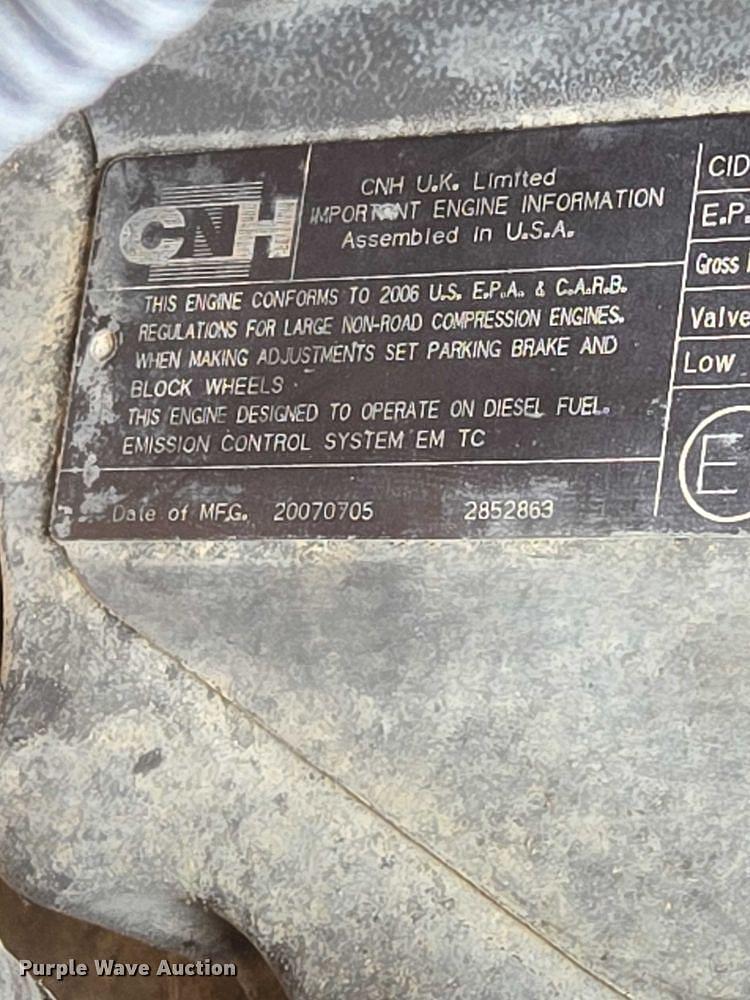 CNH
CNH U.K. Limited
IMPORTANT ENGINE INFORMATION
Assembled in U.S.A.
THIS ENGINE CONFORMS TO 2006 U.S. E.P.A. & C.A.R.B.
REGULATIONS FOR LARGE NON-ROAD COMPRESSION ENGINES.
WHEN MAKING ADJUSTMENTS SET PARKING BRAKE AND
BLOCK WHEELS
THIS ENGINE DESIGNED TO OPERATE ON DIESEL FUEL.
EMISSION CONTROL SYSTEM EM TC
Date of MFG. 20070705 2852863
CID
E.P.
Gross
Valve
Low
E
Purple Wave Auction